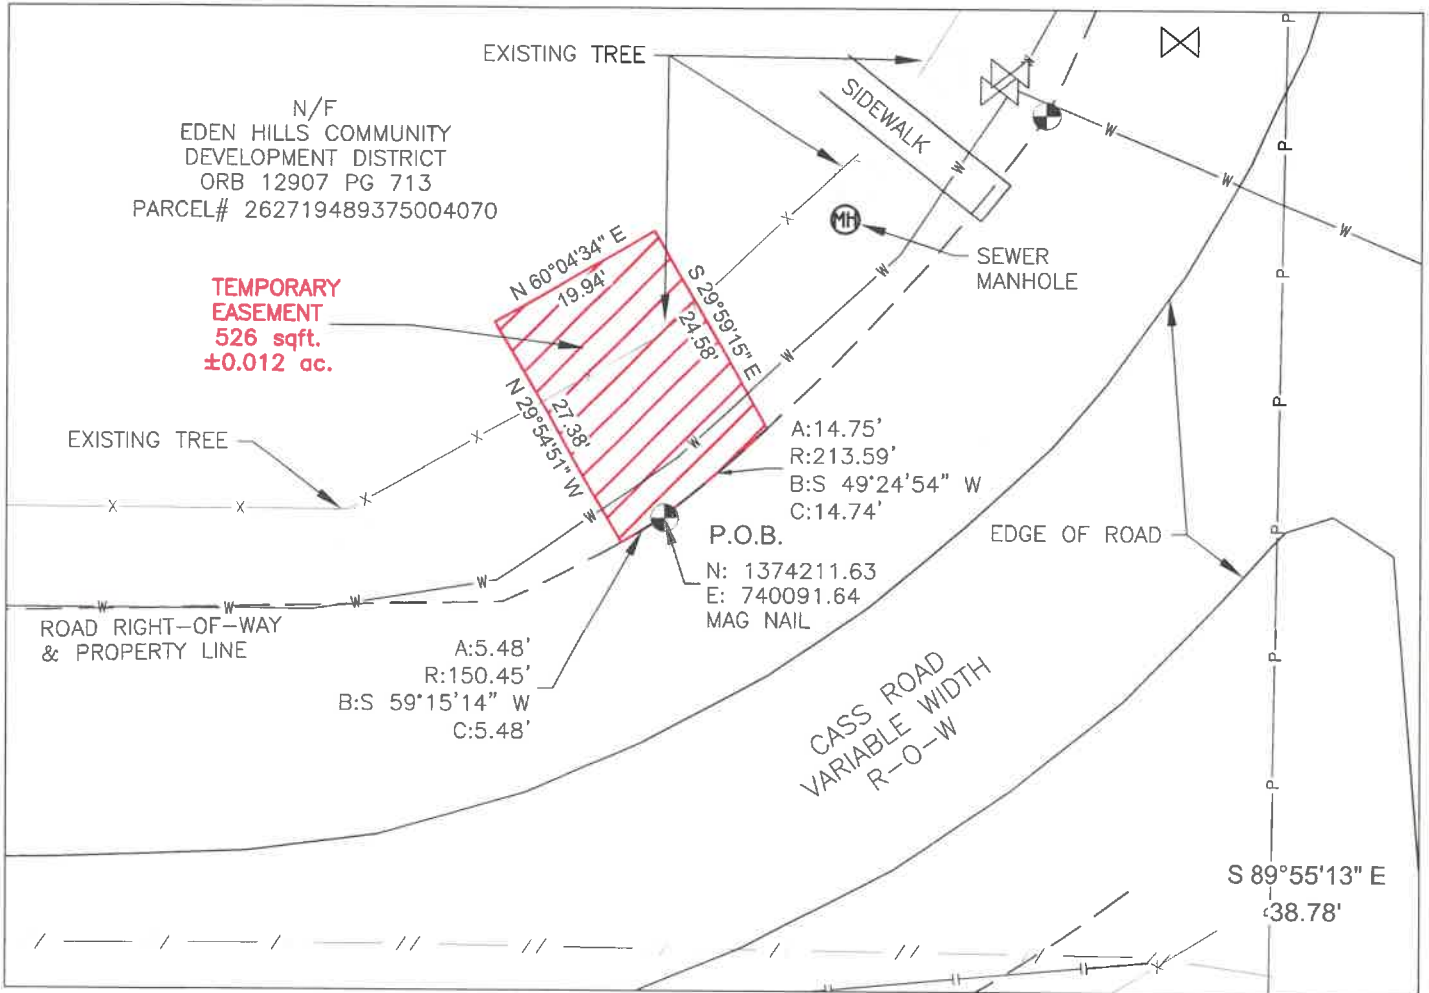 EXISTING TREE
SIDEWALK
N/F
EDEN HILLS COMMUNITY
DEVELOPMENT DISTRICT
ORB 12907 PG 713
PARCEL# 262719489375004070
MH
SEWER
MANHOLE
N 60°04'34" E
19.94'
S 29°59'15" E
24.58'
TEMPORARY
EASEMENT
526 sqft.
±0.012 ac.
N 29°54'51" W
27.38'
EXISTING TREE
A:14.75'
R:213.59'
B:S 49°24'54" W
C:14.74'
P.O.B.
N: 1374211.63
E: 740091.64
MAG NAIL
EDGE OF ROAD
ROAD RIGHT-OF-WAY
& PROPERTY LINE
A:5.48'
R:150.45'
B:S 59°15'14" W
C:5.48'
CASS ROAD
VARIABLE WIDTH
R-O-W
S 89°55'13" E
38.78'
W
W
W
W
W
W
W
W
W
W
W
W
X
X
X
X
X
P
P
P
P
P
P
P